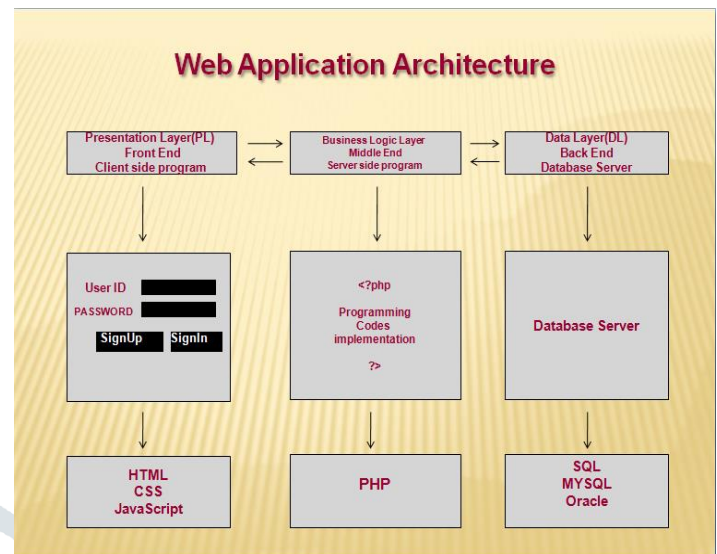 Web Application Architecture
Presentation Layer(PL)
Front End
Client side program
Business Logic Layer
Middle End
Server side program
Data Layer(DL)
Back End
Database Server
User ID
PASSWORD
SignUp
SignIn
<?php
Programming
Codes
implementation
?>
Database Server
HTML
CSS
JavaScript
PHP
SQL
MYSQL
Oracle